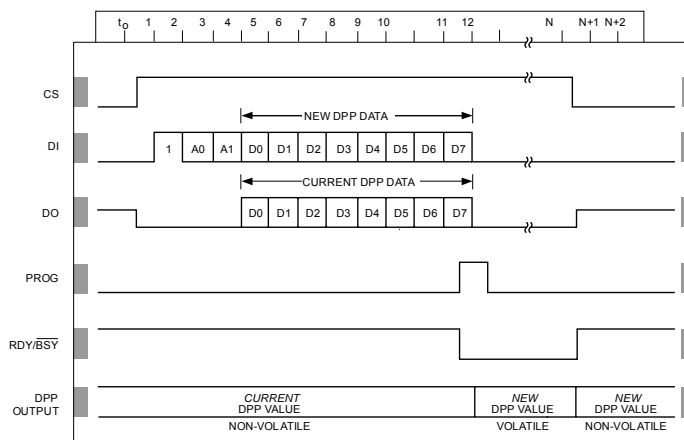 to 1 2 3 4 5 6 7 8 9 10 11 12 N N+1 N+2
CS
NEW DPP DATA
DI 1 A0 A1 D0 D1 D2 D3 D4 D5 D6 D7
CURRENT DPP DATA
DO D0 D1 D2 D3 D4 D5 D6 D7
PROG
RDY/BSY
DPP OUTPUT
CURRENT DPP VALUE
NON-VOLATILE
NEW DPP VALUE
VOLATILE
NEW DPP VALUE
NON-VOLATILE